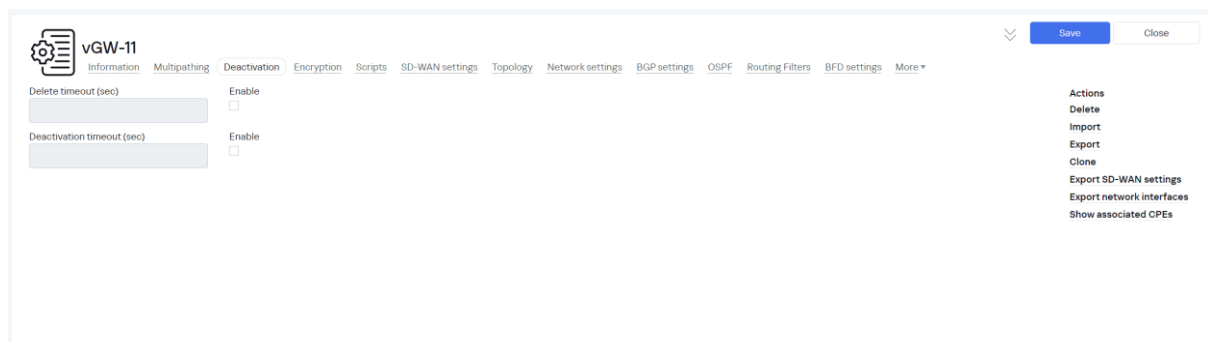 vGW-11
Save Close
Information Multipathing Deactivation Encryption Scripts SD-WAN settings Topology Network settings BGP settings OSPF Routing Filters BFD settings More
Delete timeout (sec) Enable
Deactivation timeout (sec) Enable
Actions
Delete
Import
Export
Clone
Export SD-WAN settings
Export network interfaces
Show associated CPEs